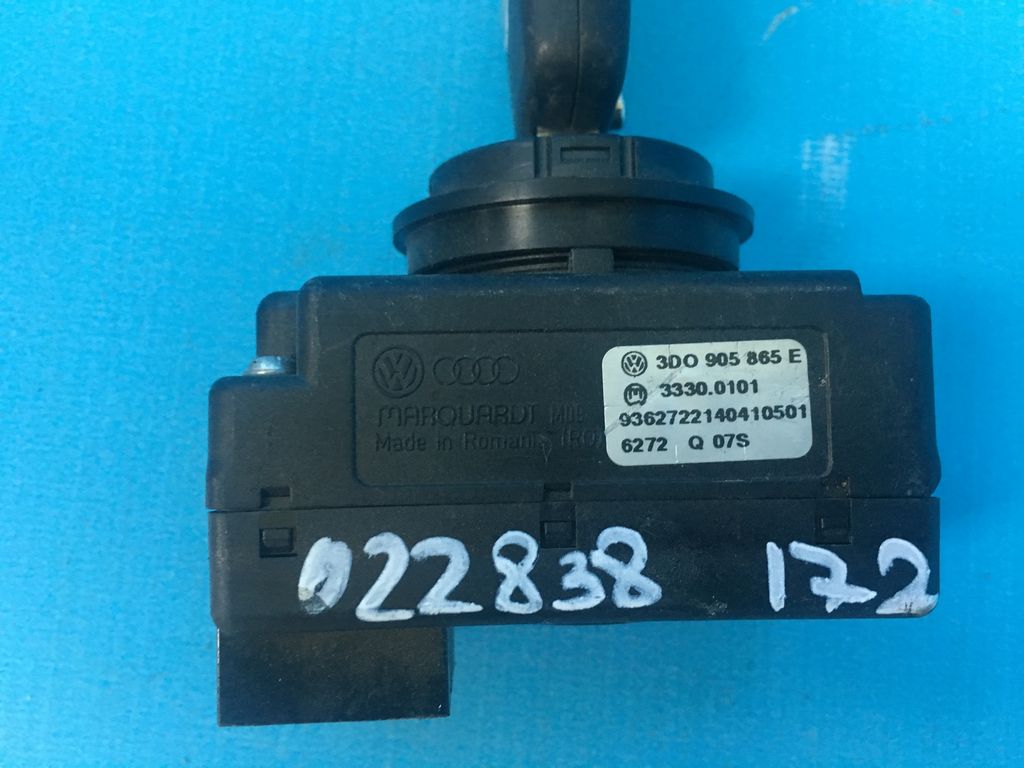 3D0 905 865 E
3330.0101
9362722140410501
6272 Q 07S
MARQUARDT
Made in Romania
022838 172